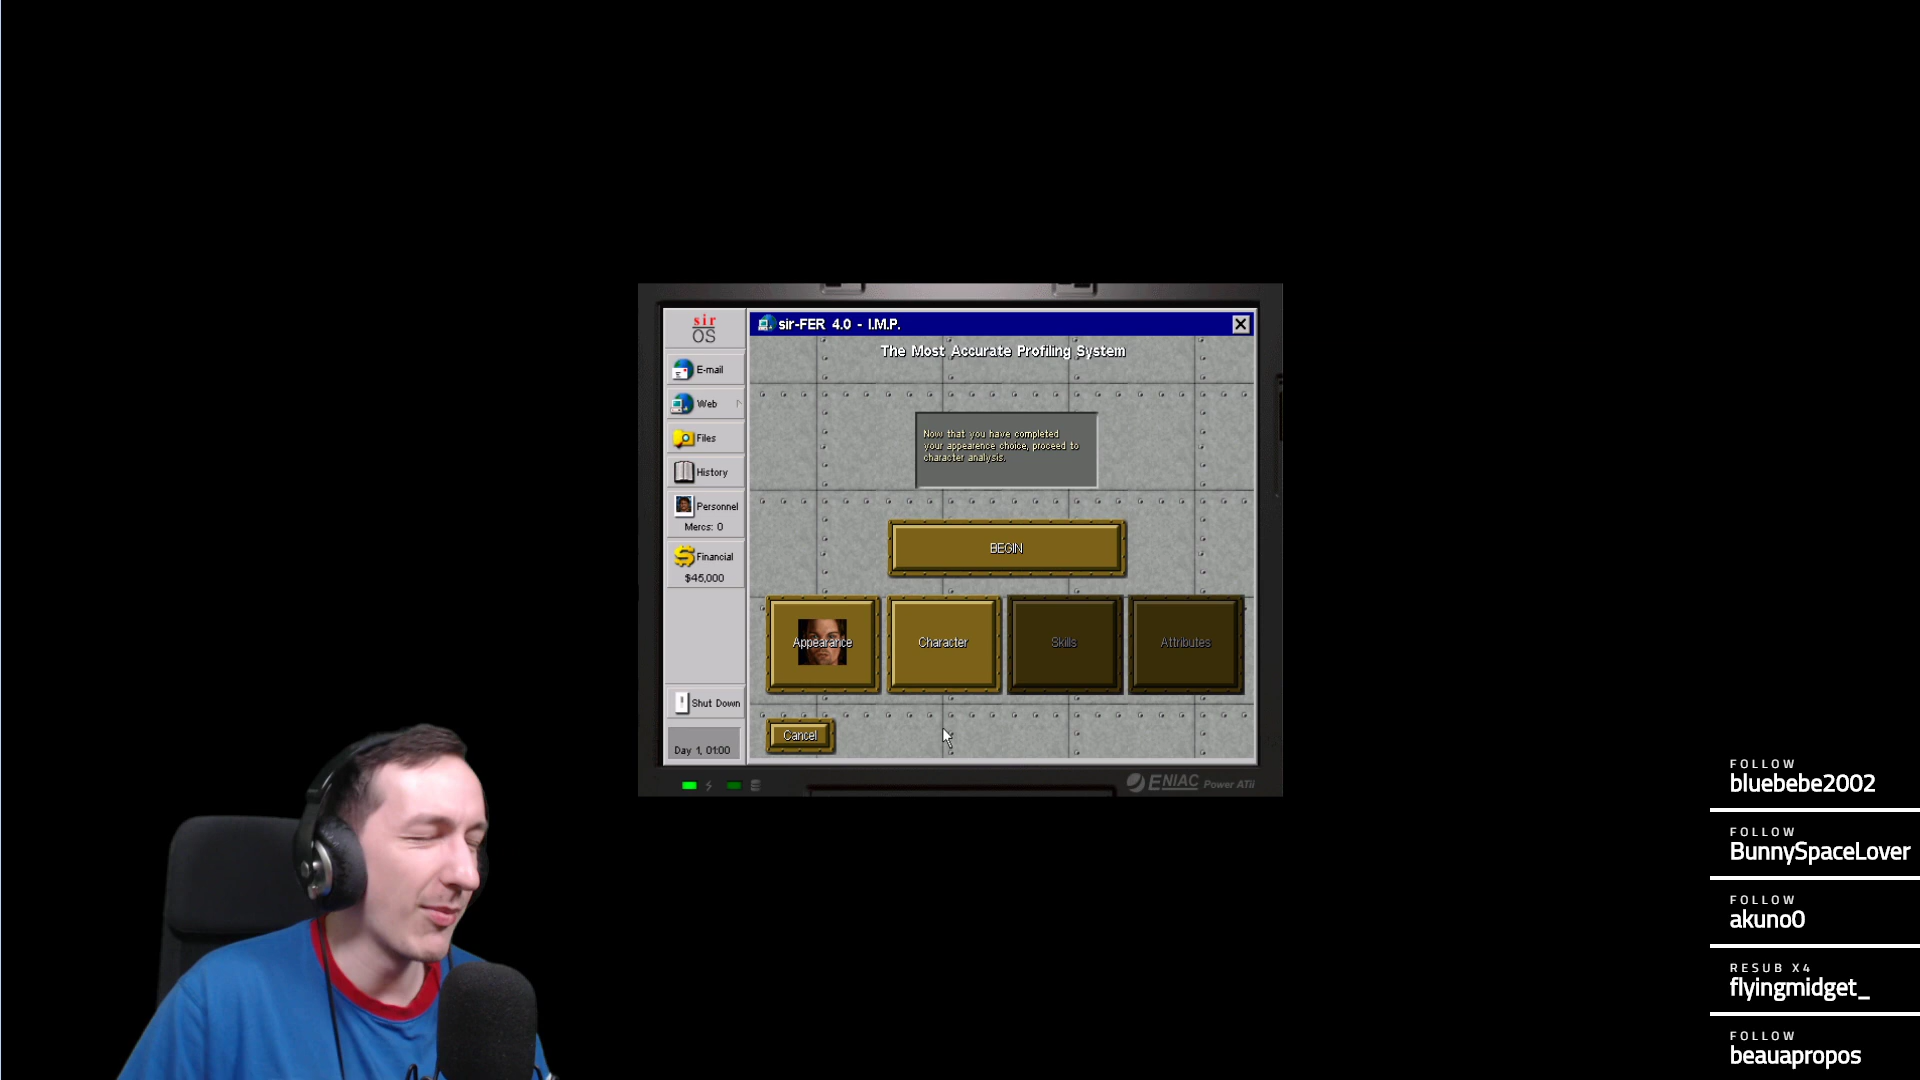 sir
OS
E-mail
Web
Files
History
Personnel
Mercs: 0
Financial
$45,000
Shut Down
Day 1, 01:00
sir-FER 4.0 - I.M.P.
The Most Accurate Profiling System
Now that you have completed
your appearence choice, proceed to
character analysis.
BEGIN
Appearance
Character
Skills
Attributes
Cancel
ENIAC Power ATii
FOLLOW
bluebebe2002
FOLLOW
BunnySpaceLover
FOLLOW
akuno0
RESUB X4
flyingmidget_
FOLLOW
beauapropos